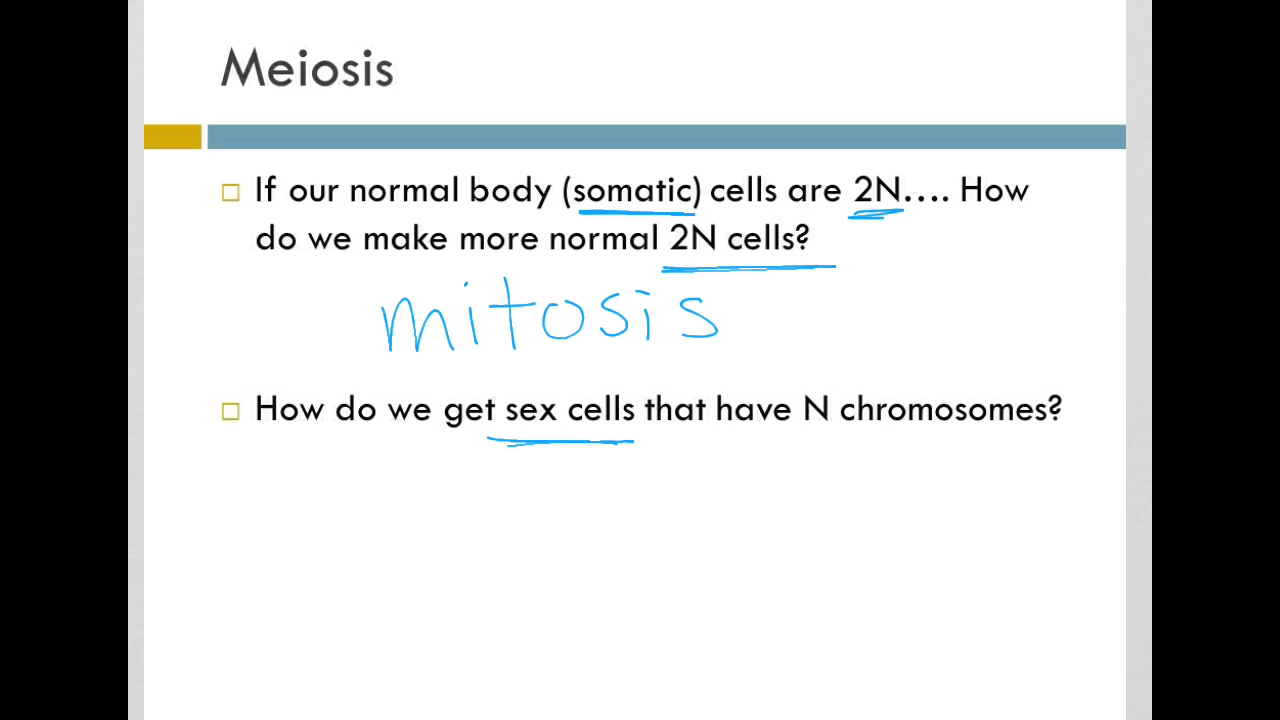 Meiosis
If our normal body (somatic) cells are 2N.... How
do we make more normal 2N cells?
mitosis
How do we get sex cells that have N chromosomes?